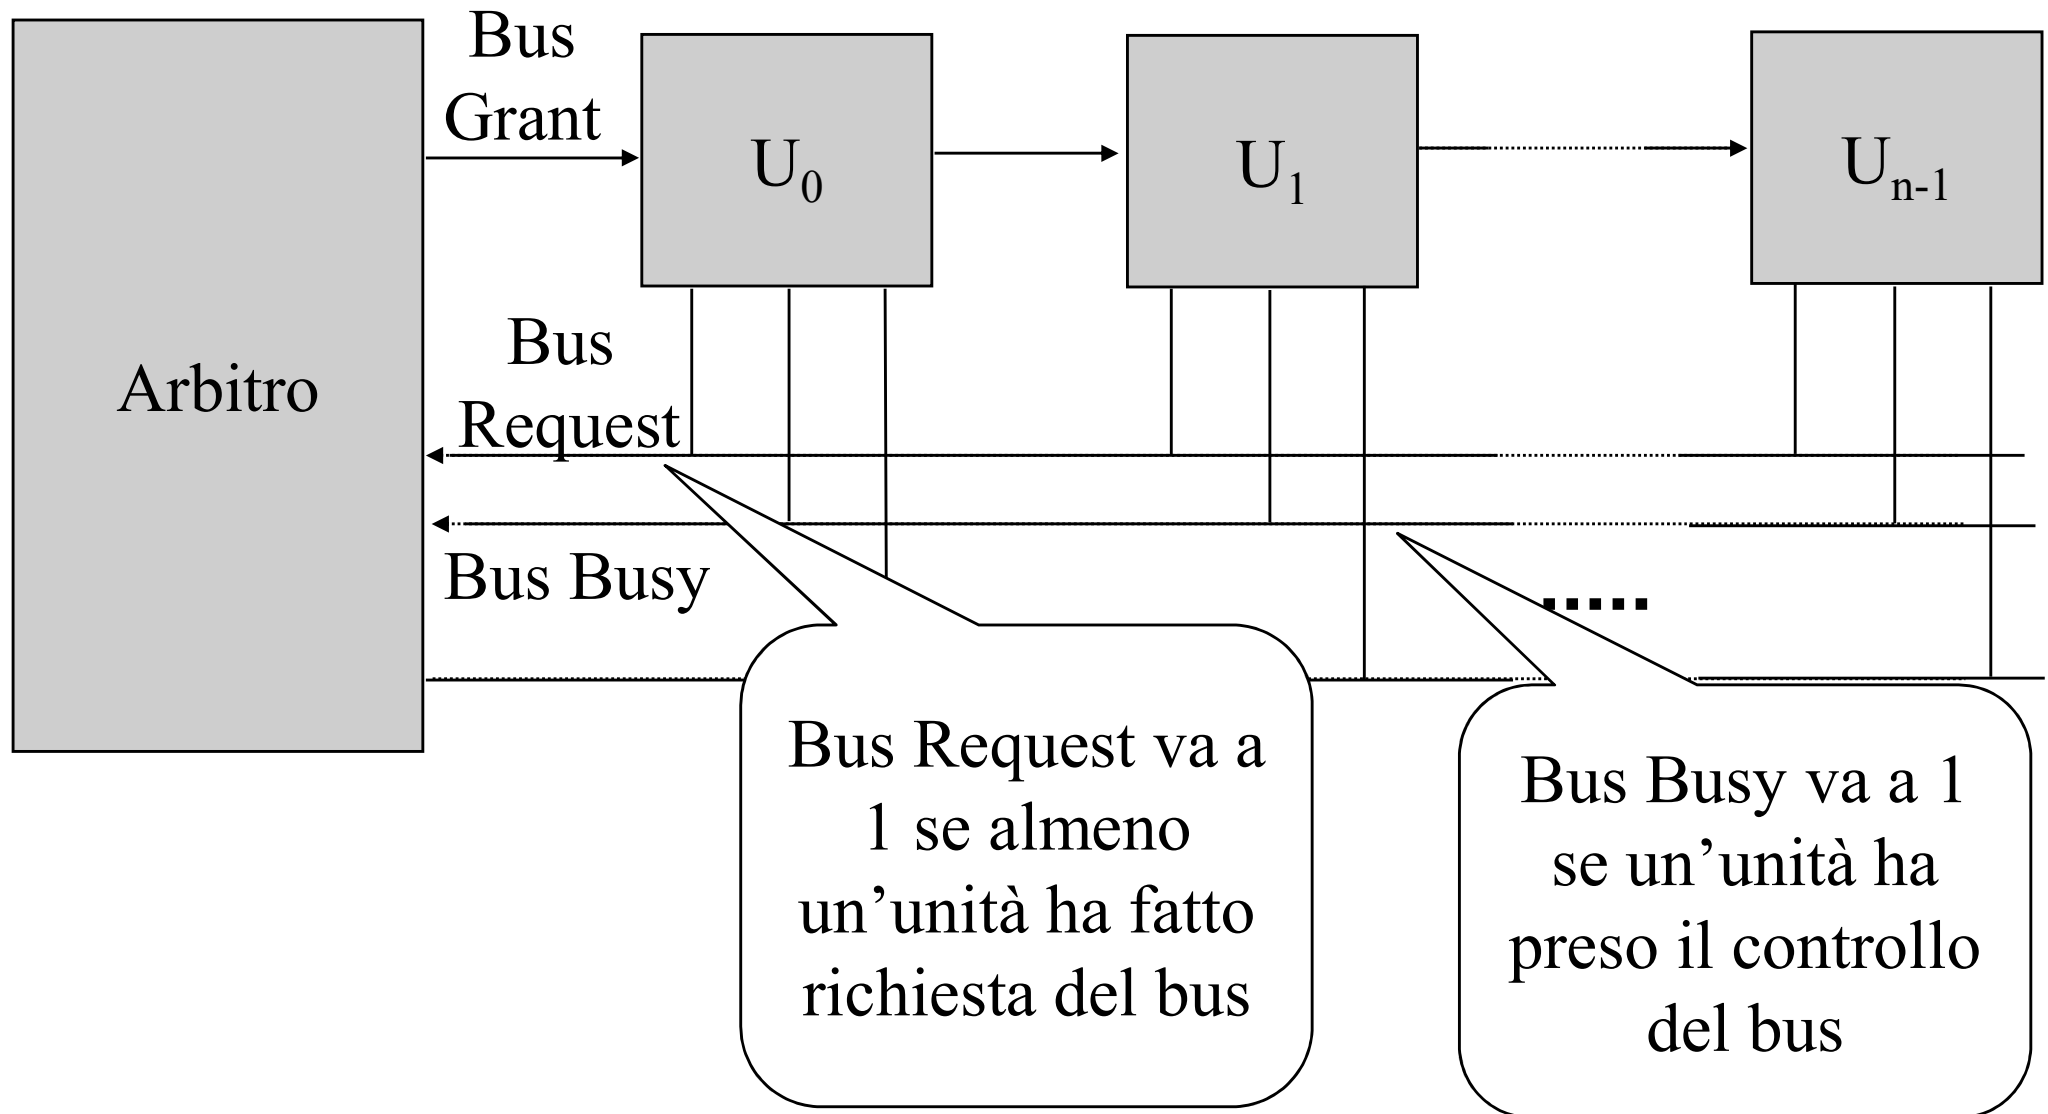 Bus
Grant
U0
U1
Un-1
Arbitro
Bus
Request
Bus Busy
.....
Bus Request va a
1 se almeno
un’unità ha fatto
richiesta del bus
Bus Busy va a 1
se un’unità ha
preso il controllo
del bus